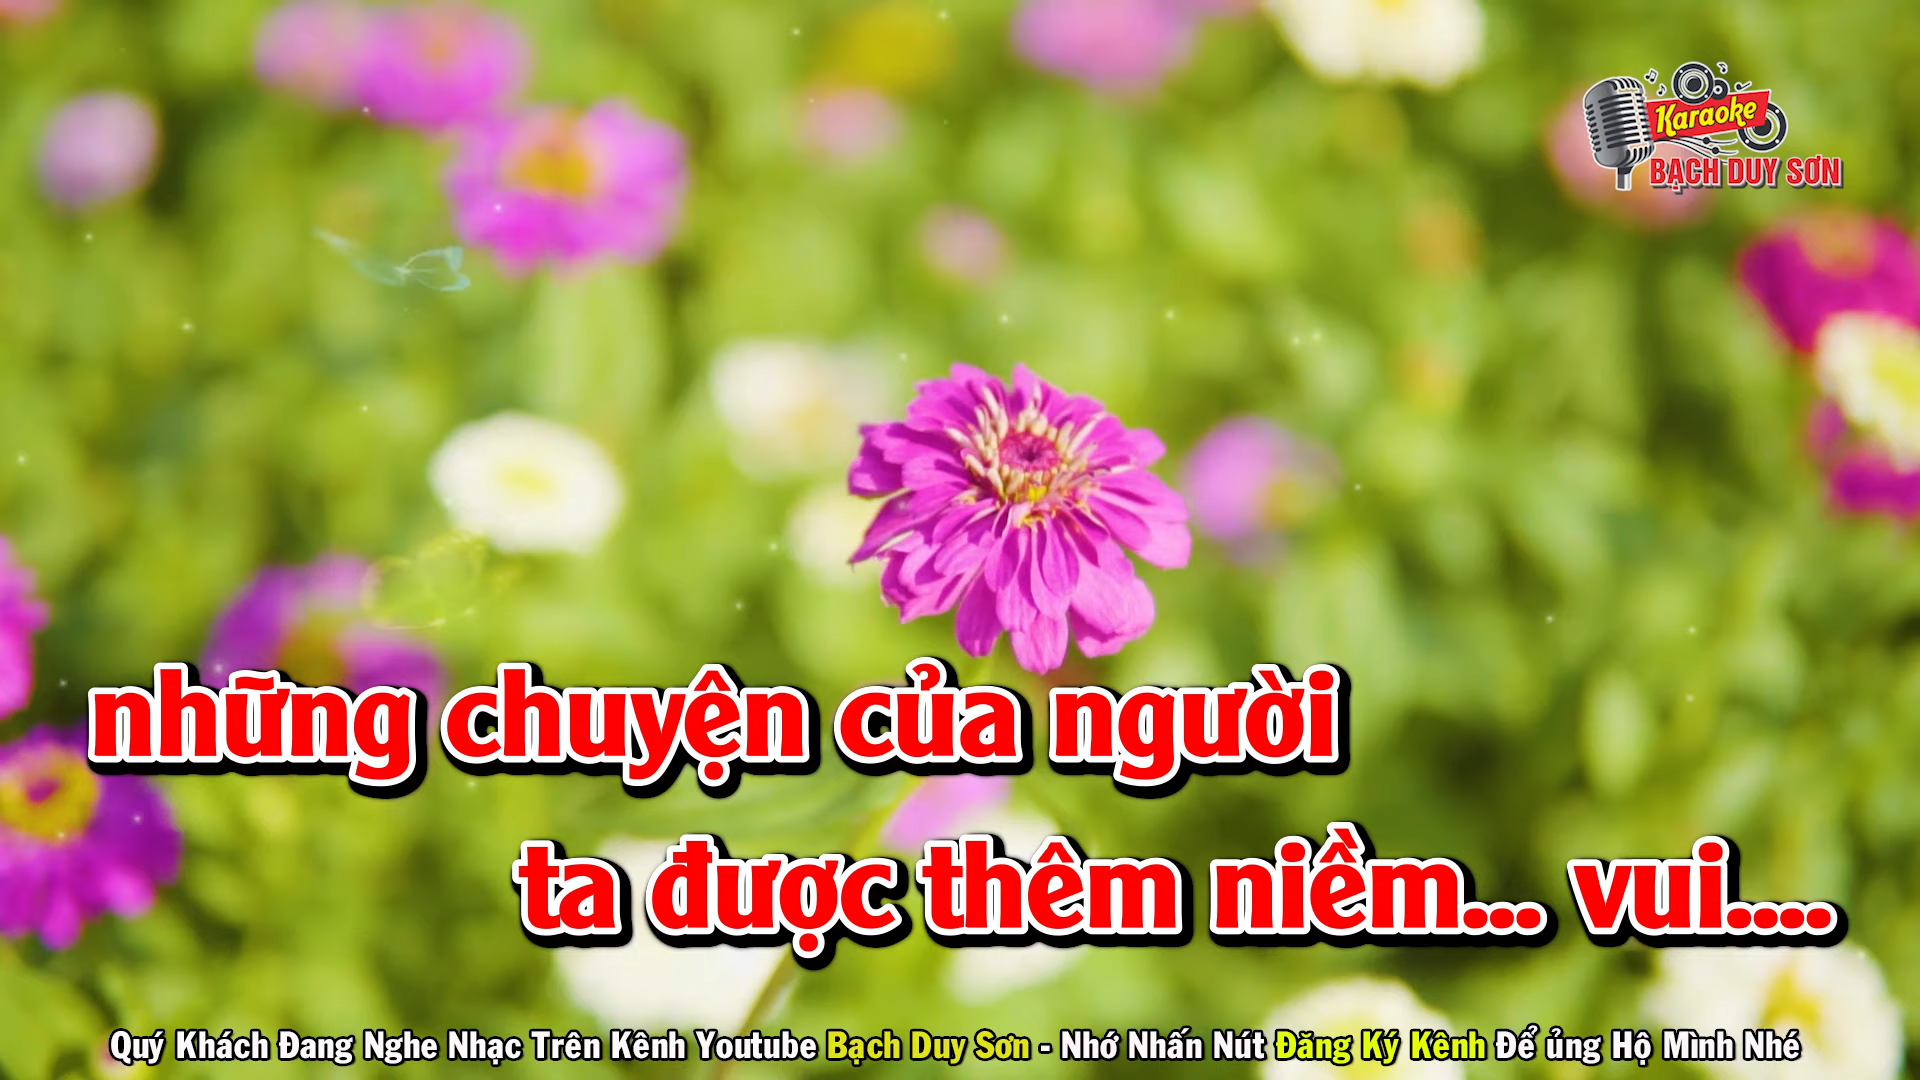 Karaoke
BẠCH DUY SƠN
những chuyện của người
ta được thêm niềm... vui....
Quý Khách Đang Nghe Nhạc Trên Kênh Youtube Bạch Duy Sơn - Nhớ Nhấn Nút Đăng Ký Kênh Để ủng Hộ Mình Nhé